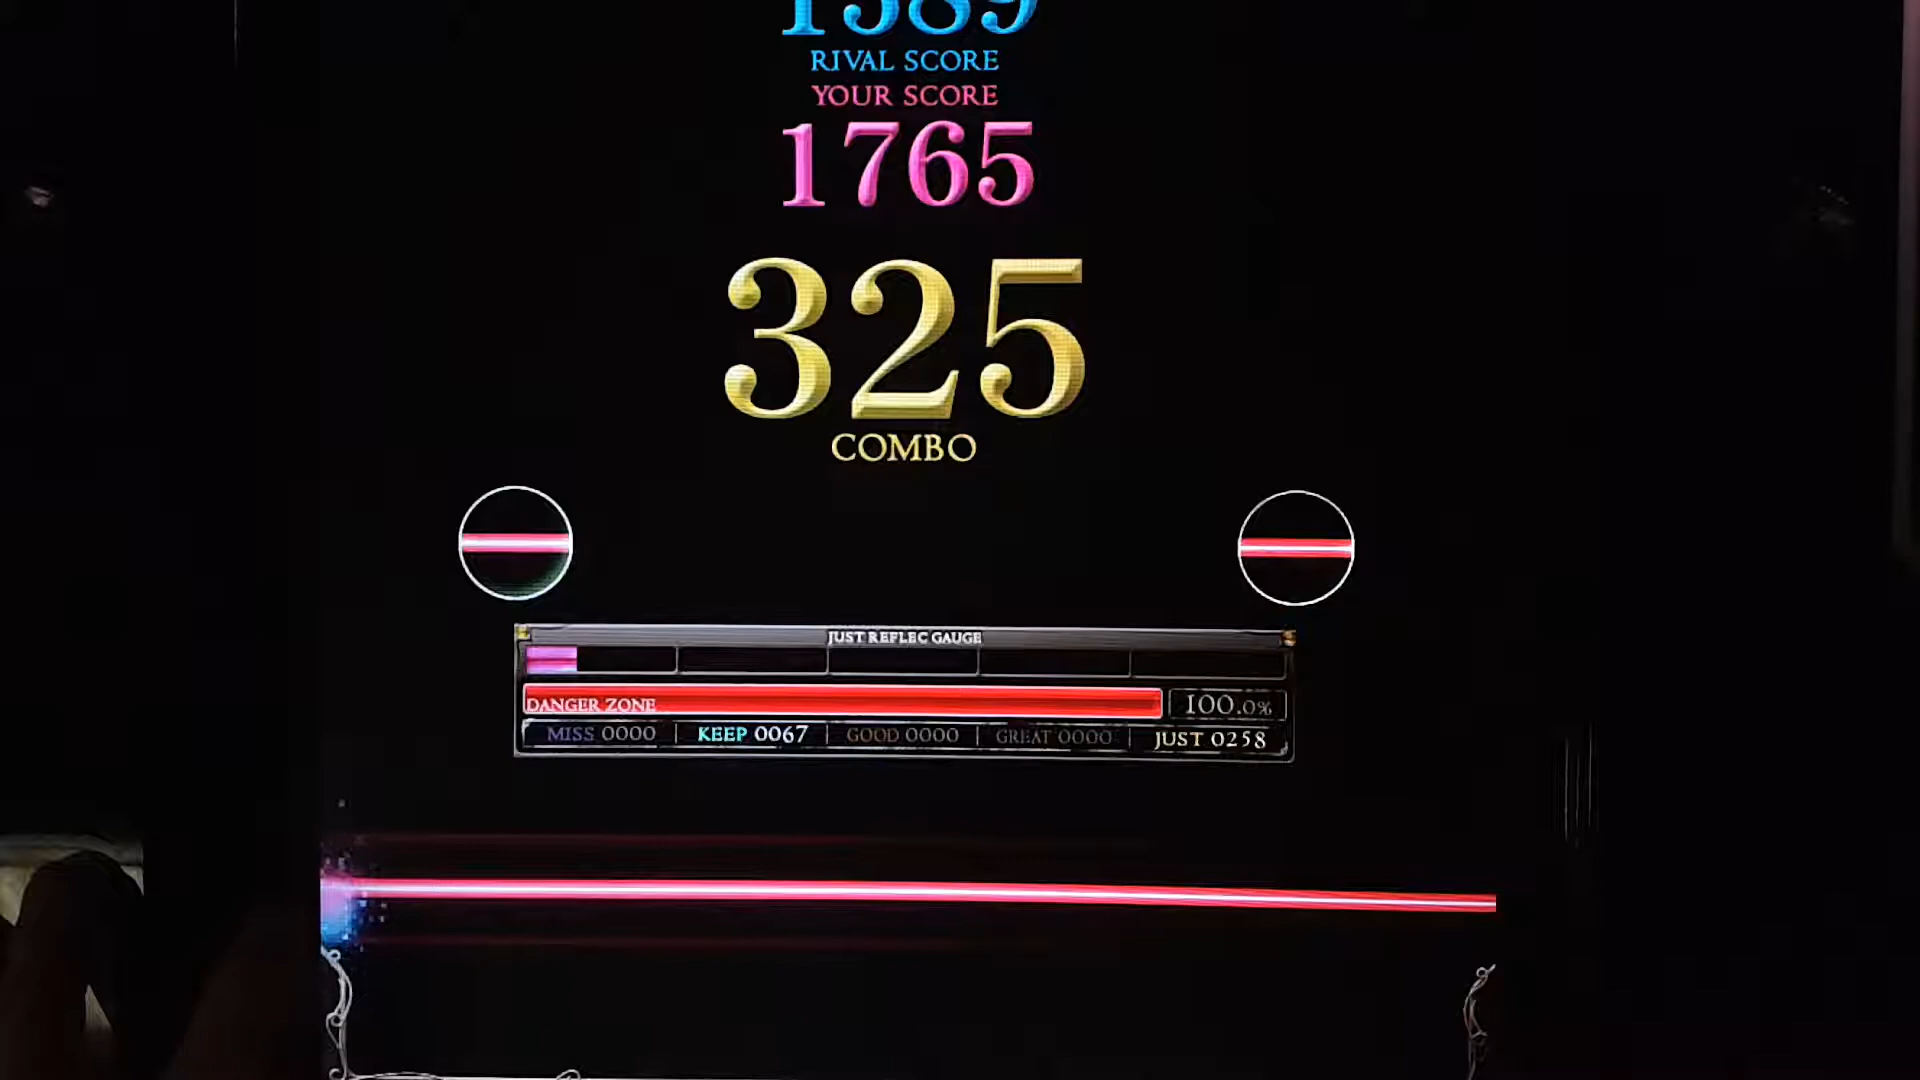 1589
RIVAL SCORE
YOUR SCORE
1765
325
COMBO
JUST REFLEC GAUGE
DANGER ZONE 100.0%
MISS 0000 KEEP 0067 GOOD 0000 GREAT 0000 JUST 0258